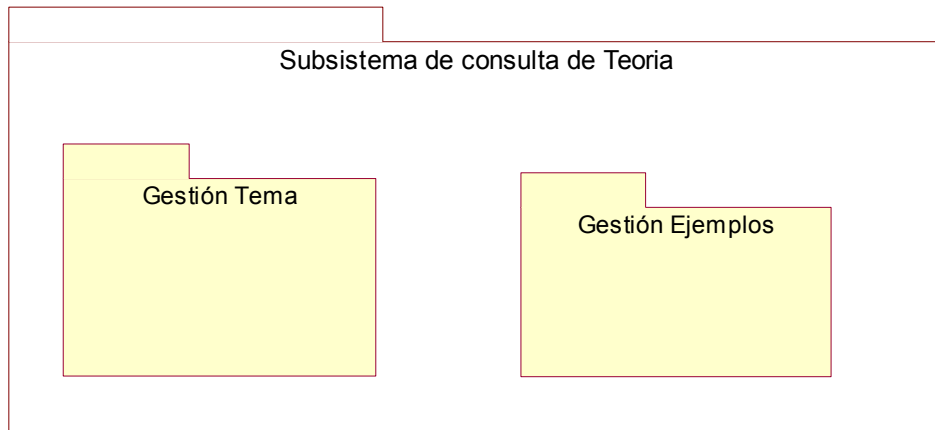 Subsistema de consulta de Teoria
Gestión Tema
Gestión Ejemplos